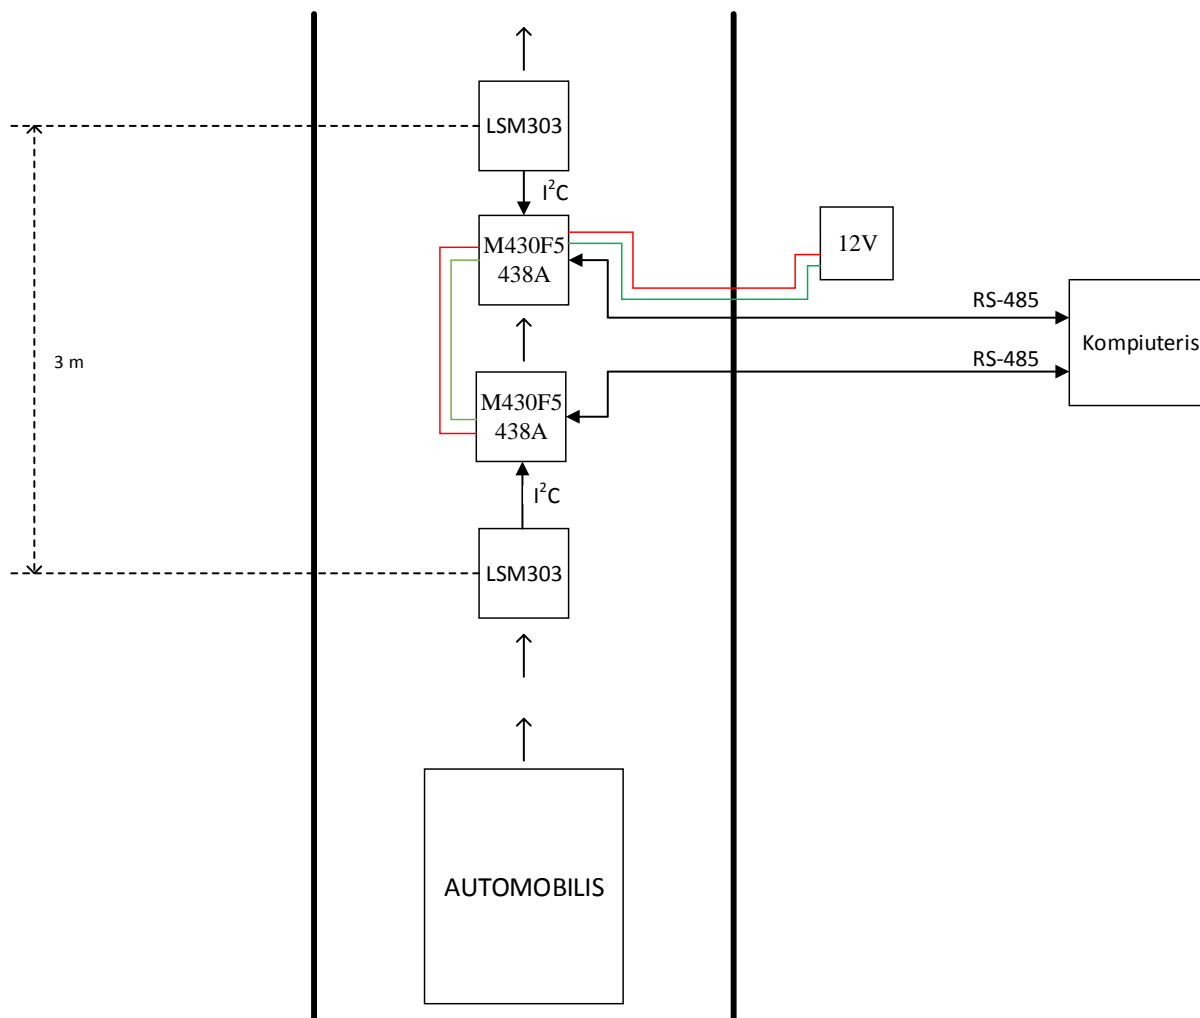 LSM303
I²C
M430F5
438A
12V
RS-485
Kompiuteris
3 m
RS-485
M430F5
438A
I²C
LSM303
AUTOMOBILIS